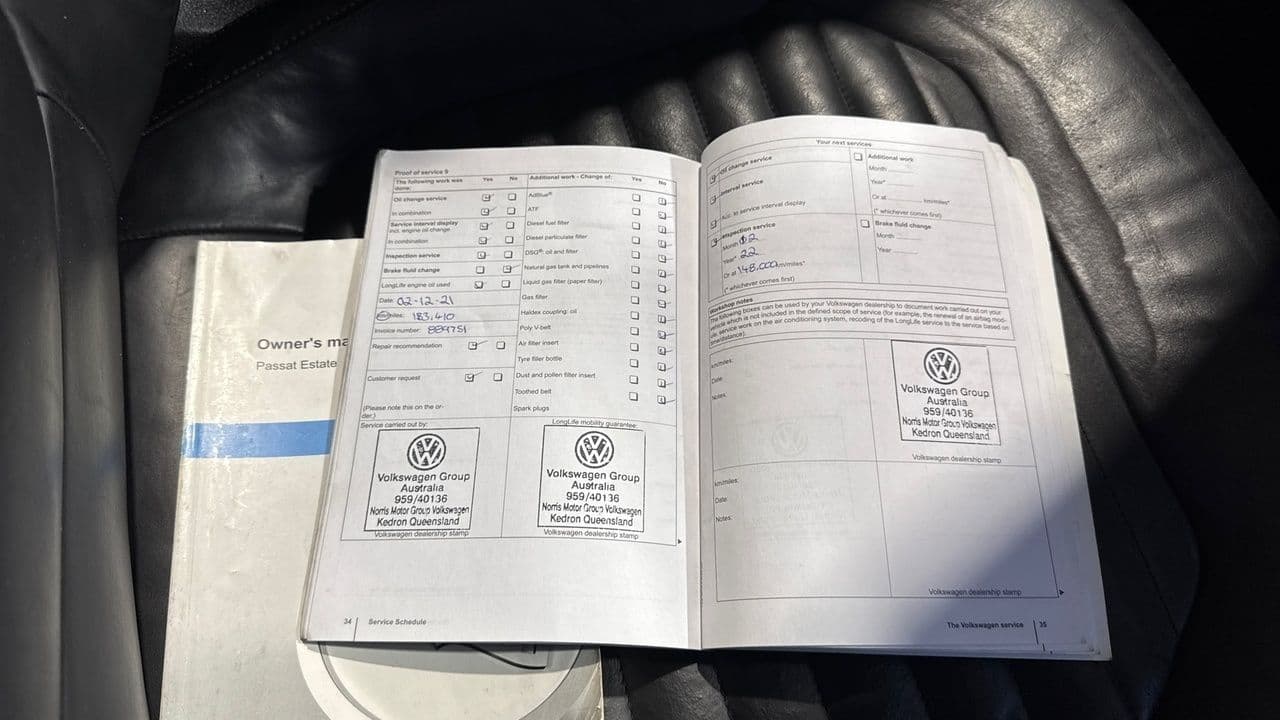 Owner's ma
Passat Estate
Proof of service 9
The following work was done:
Yes
No
Oil change service
In combination
Service interval display
incl. engine oil change
In combination
Inspection service
Brake fluid change
LongLife engine oil used
Date: 02-12-21
km/miles: 183,410
Invoice number: 889751
Repair recommendation
Customer request
(Please note this on the or-
der.)
Additional work - Change of:
Yes
No
AdBlue®
ATF
Diesel fuel filter
Diesel particulate filter
DSG®: oil and filter
Natural gas tank and pipelines
Liquid gas filter (paper filter)
Gas filter
Haldex coupling: oil
Poly V-belt
Air filter insert
Tyre filler bottle
Dust and pollen filter insert
Toothed belt
Spark plugs
Service carried out by:
Volkswagen Group
Australia
959/40136
Norris Motor Group Volkswagen
Kedron Queensland
Volkswagen dealership stamp
LongLife mobility guarantee:
Volkswagen Group
Australia
959/40136
Norris Motor Group Volkswagen
Kedron Queensland
Volkswagen dealership stamp
34
Service Schedule
Your next services
Oil change service
Interval service
Acc. to service interval display
Inspection service
Month 12
Year* 22
Or at 148,000 km/miles*
(* whichever comes first)
Additional work
Month
Year*
Or at km/miles*
(* whichever comes first)
Brake fluid change
Month
Year
Workshop notes
The following boxes can be used by your Volkswagen dealership to document work carried out on your
vehicle which is not included in the defined scope of service (for example, the renewal of an airbag mod-
ule, service work on the air conditioning system, recoding of the LongLife service to the service based on
time/distance).
km/miles:
Date:
Notes:
Volkswagen Group
Australia
959/40136
Norris Motor Group Volkswagen
Kedron Queensland
Volkswagen dealership stamp
km/miles:
Date:
Notes:
Volkswagen dealership stamp
The Volkswagen service
35